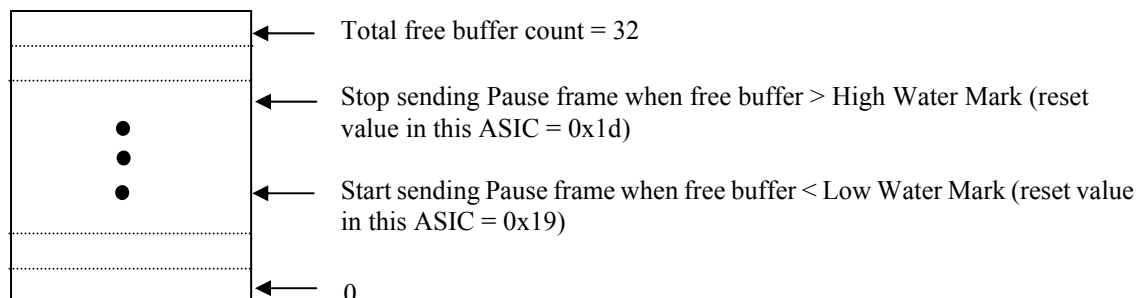 Total free buffer count = 32
Stop sending Pause frame when free buffer > High Water Mark (reset
value in this ASIC = 0x1d)
Start sending Pause frame when free buffer < Low Water Mark (reset value
in this ASIC = 0x19)
0